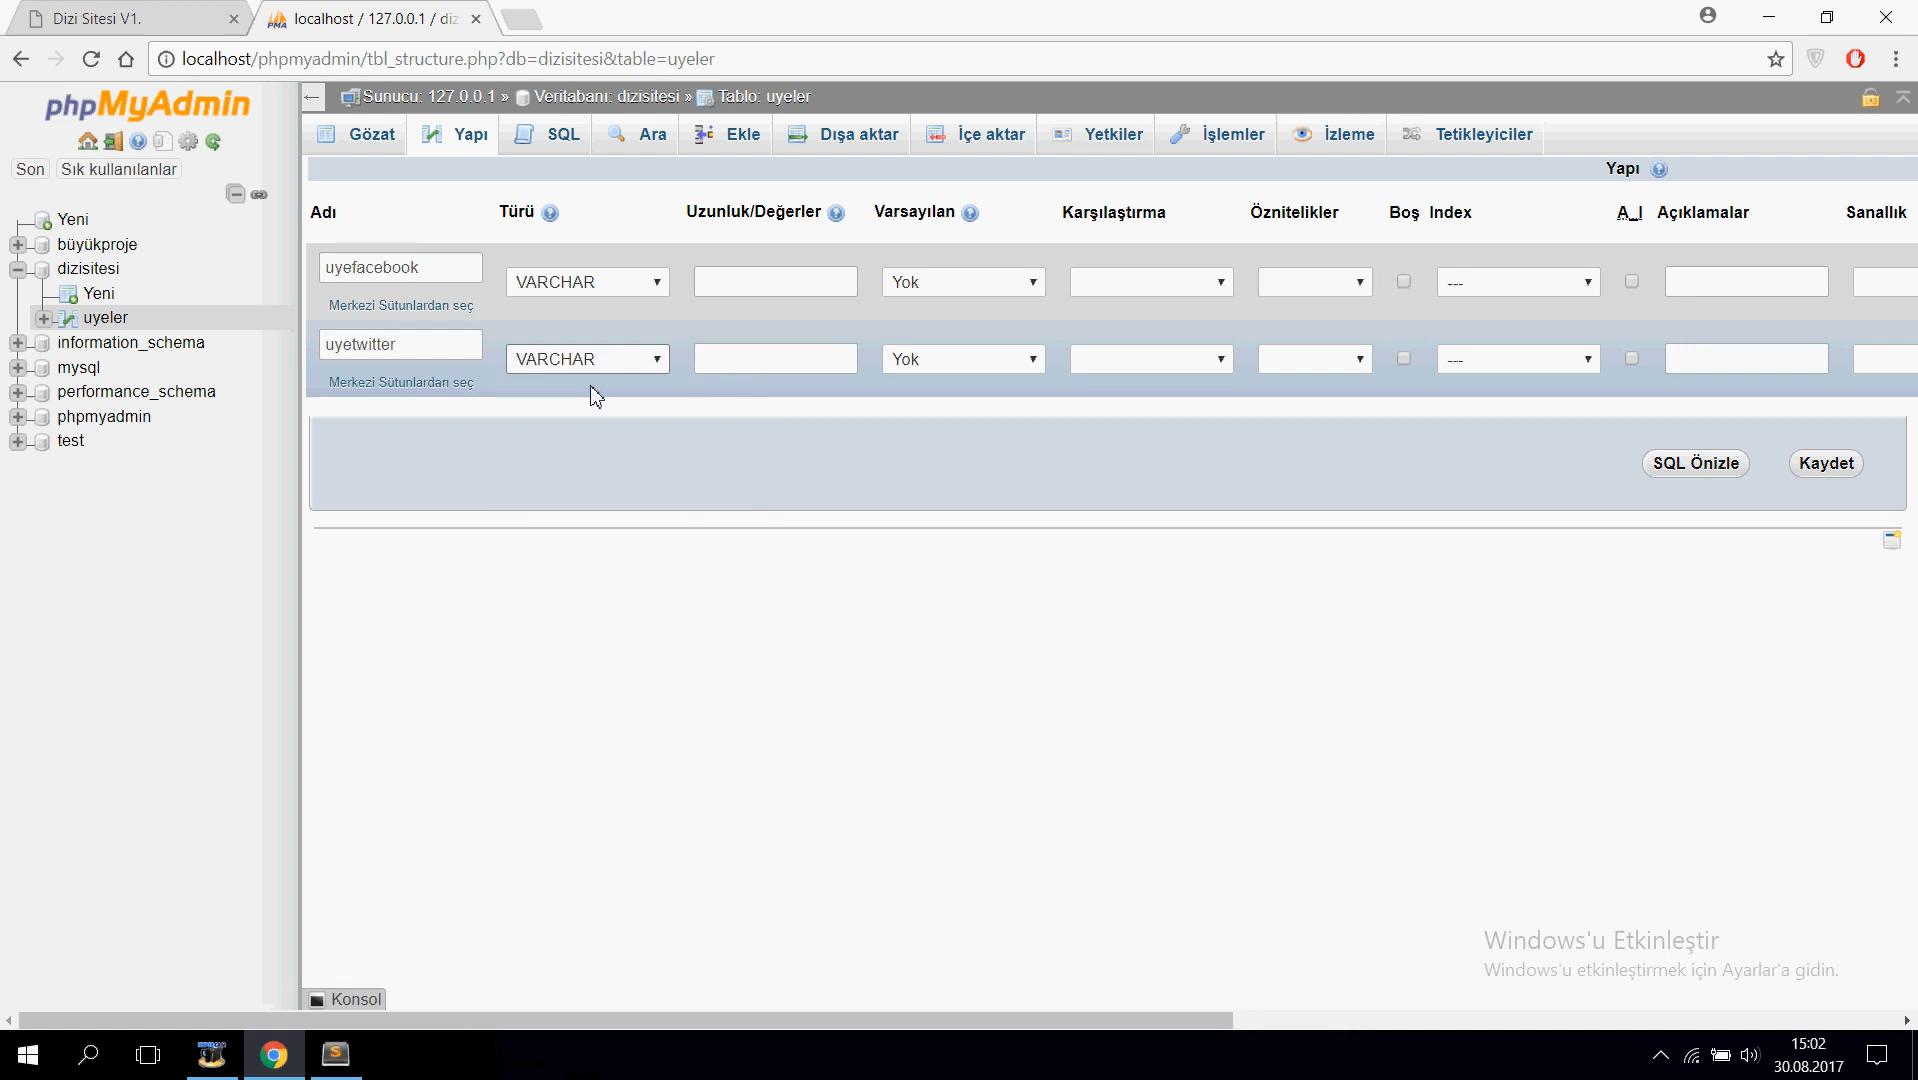 Dizi Sitesi V1.
localhost / 127.0.0.1 / diz
localhost/phpmyadmin/tbl_structure.php?db=dizisitesi&table=uyeler
phpMyAdmin
Son
Sık kullanılanlar
Yeni
büyükproje
dizisitesi
Yeni
uyeler
information_schema
mysql
performance_schema
phpmyadmin
test
Sunucu: 127.0.0.1 » Veritabanı: dizisitesi » Tablo: uyeler
Gözat Yapı SQL Ara Ekle Dışa aktar İçe aktar Yetkiler İşlemler İzleme Tetikleyiciler
Yapı
Adı Türü Uzunluk/Değerler Varsayılan Karşılaştırma Öznitelikler Boş Index A_I Açıklamalar Sanallık
uyefacebook VARCHAR Yok ---
Merkezi Sütunlardan seç
uyetwitter VARCHAR Yok ---
Merkezi Sütunlardan seç
SQL Önizle Kaydet
Windows'u Etkinleştir
Windows'u etkinleştirmek için Ayarlar'a gidin.
Konsol
15:02
30.08.2017